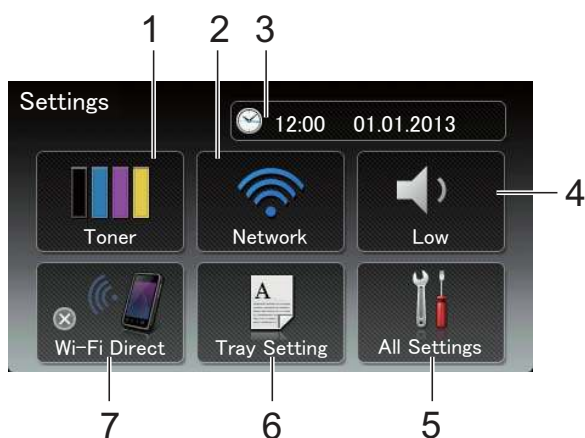 1 2 3
Settings
12:00 01.01.2013
4
Toner Network Low
A
Wi-Fi Direct Tray Setting All Settings
7 6 5